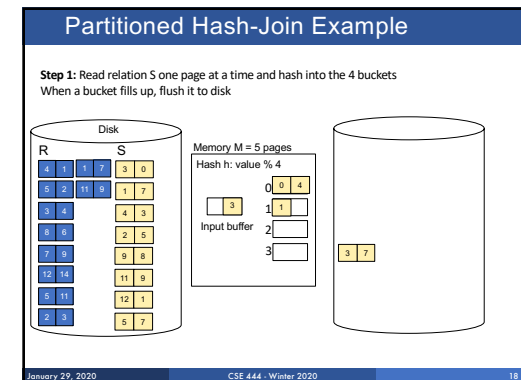 Partitioned Hash-Join Example
Step 1: Read relation S one page at a time and hash into the 4 buckets
When a bucket fills up, flush it to disk
Disk
R S
4 1 1 7 3 0
5 2 11 9 1 7
3 4 4 3
8 6 2 5
7 9 9 8
12 14 11 9
5 11 12 1
2 3 5 7
Memory M = 5 pages
Hash h: value % 4
0 0 4
3 1 1
Input buffer 2
3
3 7
January 29, 2020 CSE 444 - Winter 2020 18